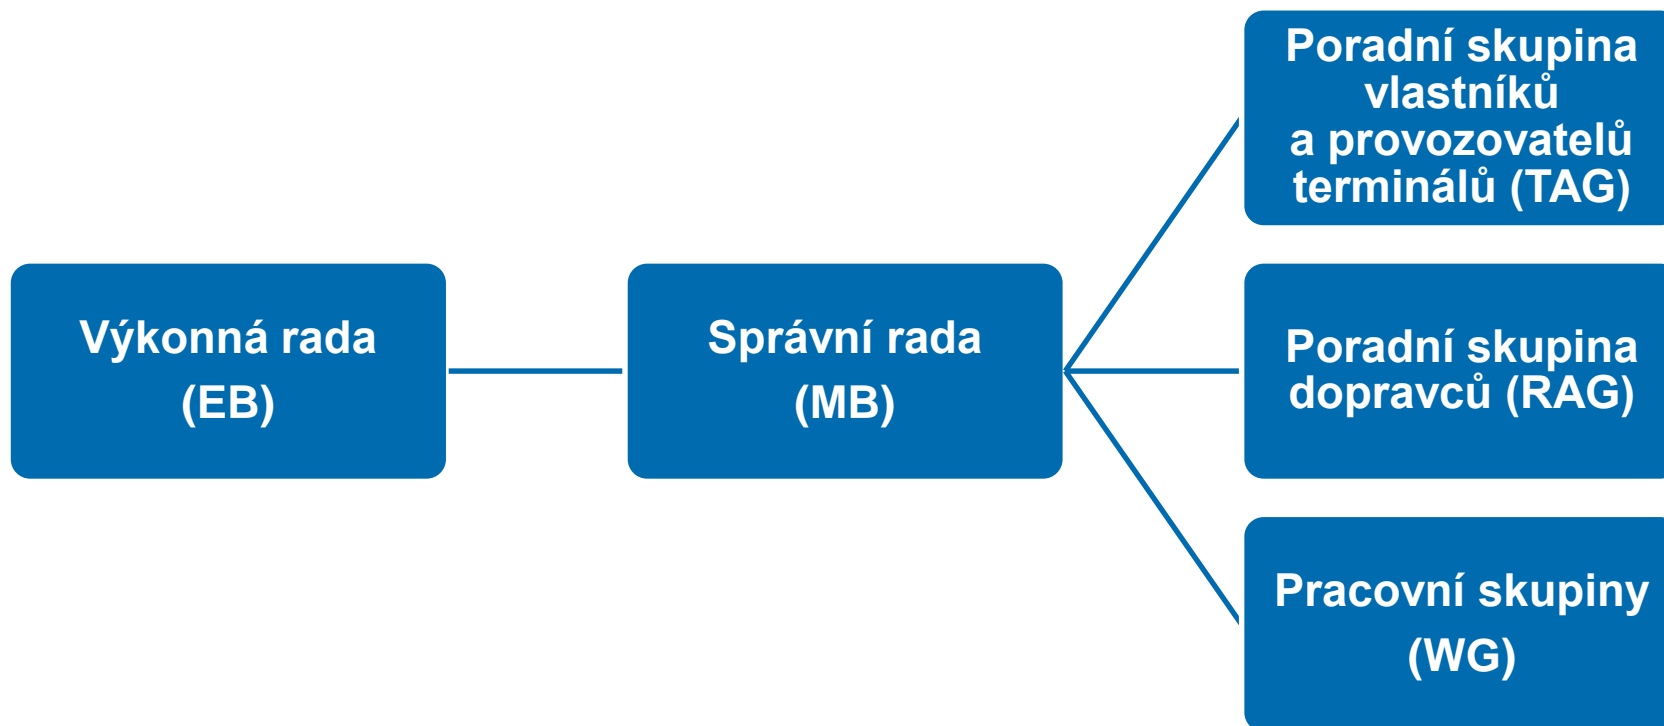 Výkonná rada
(EB)
Správní rada
(MB)
Poradní skupina
vlastníků
a provozovatelů
terminálů (TAG)
Poradní skupina
dopravců (RAG)
Pracovní skupiny
(WG)